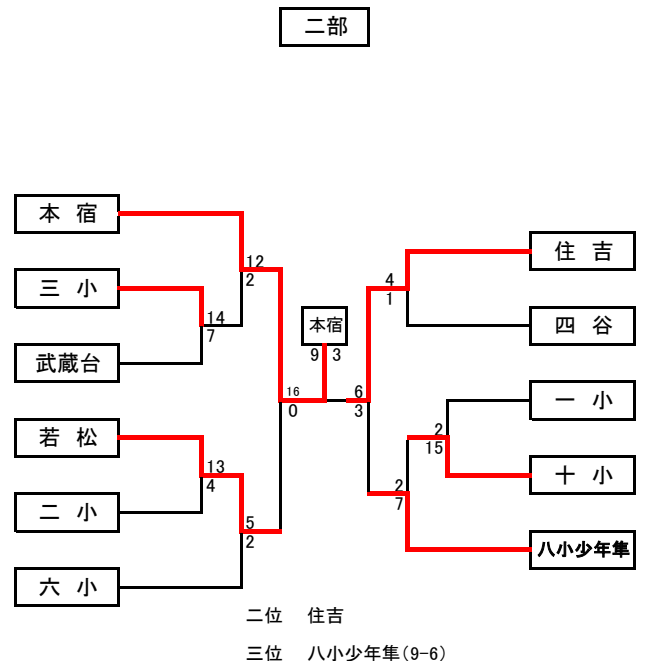 二部
本 宿
三 小
武蔵台
若 松
二 小
六 小
12
2
14
7
13
4
5
2
16
0
本宿
9 3
6
3
4
1
2
15
2
7
住 吉
四 谷
一 小
十 小
八小少年隼
二位 住吉
三位 八小少年隼(9-6)